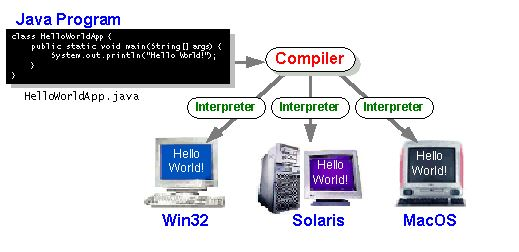 Java Program
class HelloWorldApp {
public static void main(String[] args) {
System.out.println("Hello World!");
}
}
HelloWorldApp.java
Compiler
Interpreter
Interpreter
Interpreter
Hello
World!
Hello
World!
Hello
World!
Win32
Solaris
MacOS